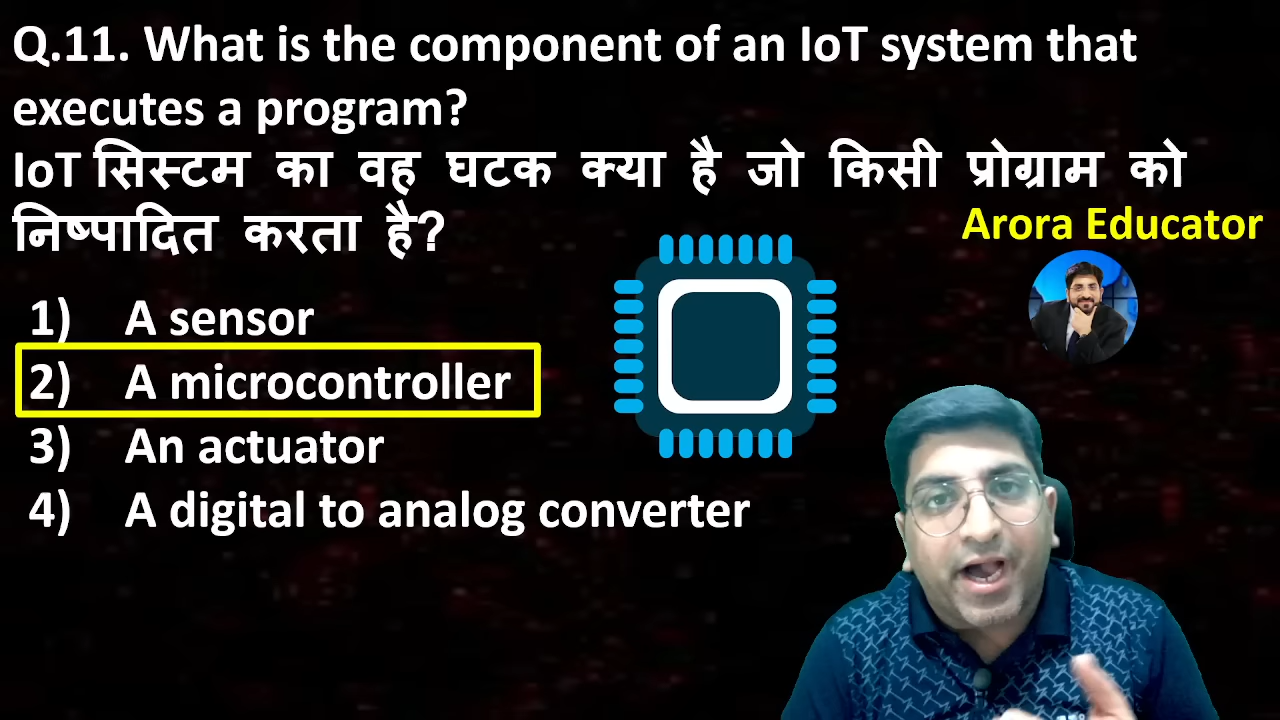 Q.11. What is the component of an IoT system that
executes a program?
IoT सिस्टम का वह घटक क्या है जो किसी प्रोग्राम को
निष्पादित करता है?
Arora Educator
1) A sensor
2) A microcontroller
3) An actuator
4) A digital to analog converter